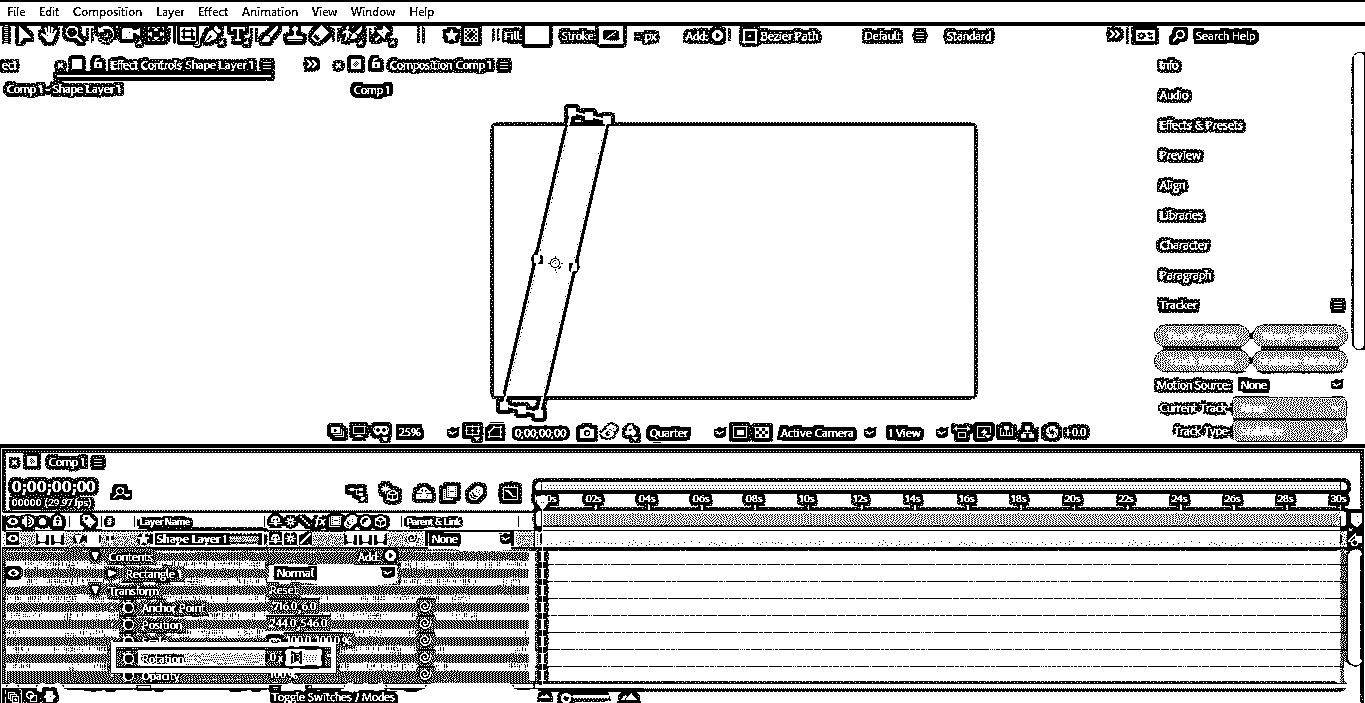 File Edit Composition Layer Effect Animation View Window Help
Fill Stroke px Add: Bezier Path Default Standard Search Help
ect Effect Controls Shape Layer 1 Composition Comp 1 Info
Comp 1 - Shape Layer 1 Comp 1
Audio
Effects & Presets
Preview
Align
Libraries
Character
Paragraph
Tracker
Motion Source: None
Current Track:
Track Type:
25% 0;00;00;00 Quarter Active Camera 1 View +0.0
Comp 1
0;00;00;00
00000 (29.97 fps)
0s 02s 04s 06s 08s 10s 12s 14s 16s 18s 20s 22s 24s 26s 28s 30s
# Layer Name fx Parent & Link
Shape Layer 1 None
Contents Add:
Rectangle 1 Normal
Transform Reset
Anchor Point -716.0, 6.0
Position 244.0, 546.0
Rotation 0x 13
Opacity 100%
Toggle Switches / Modes